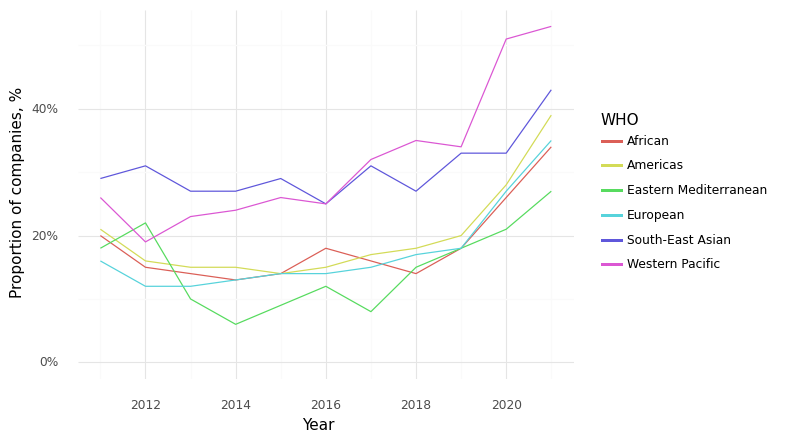 Proportion of companies, %
40%
20%
0%
2012 2014 2016 2018 2020
Year
WHO
African
Americas
Eastern Mediterranean
European
South-East Asian
Western Pacific